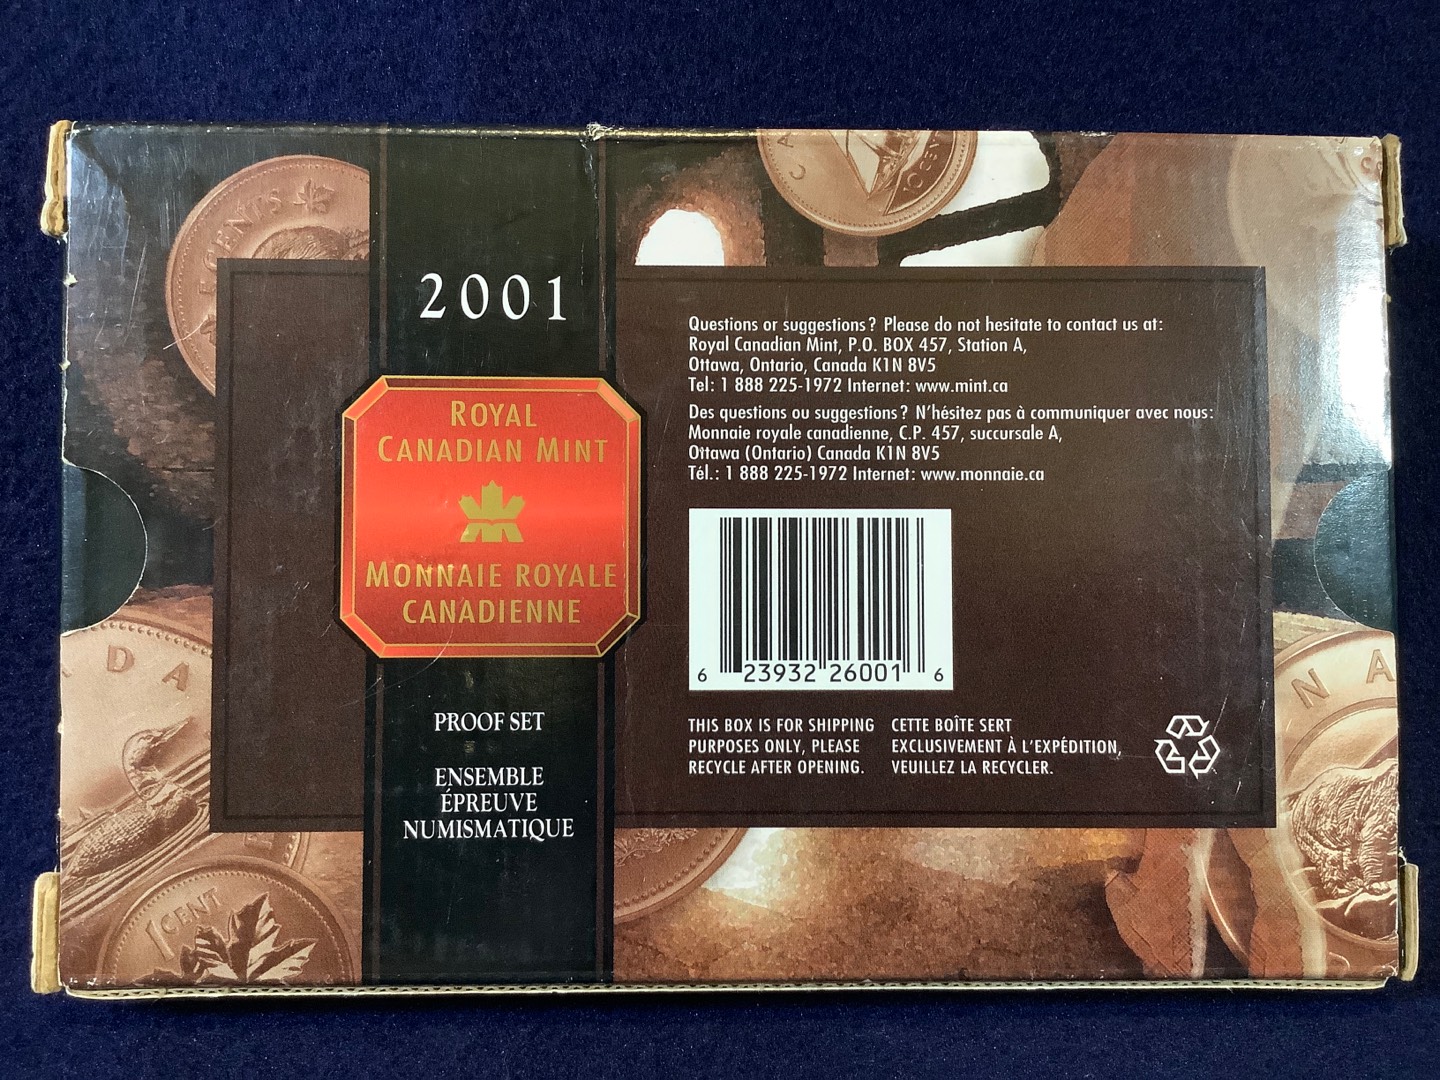 5 CENTS
CA
2001
ROYAL
CANADIAN MINT
MONNAIE ROYALE
CANADIENNE
PROOF SET
ENSEMBLE
ÉPREUVE
NUMISMATIQUE
Questions or suggestions? Please do not hesitate to contact us at:
Royal Canadian Mint, P.O. BOX 457, Station A,
Ottawa, Ontario, Canada K1N 8V5
Tel: 1 888 225-1972 Internet: www.mint.ca
Des questions ou suggestions? N'hésitez pas à communiquer avec nous:
Monnaie royale canadienne, C.P. 457, succursale A,
Ottawa (Ontario) Canada K1N 8V5
Tél.: 1 888 225-1972 Internet: www.monnaie.ca
6 23932 26001 6
THIS BOX IS FOR SHIPPING
PURPOSES ONLY, PLEASE
RECYCLE AFTER OPENING.
CETTE BOÎTE SERT
EXCLUSIVEMENT À L'EXPÉDITION,
VEUILLEZ LA RECYCLER.
DA
1 CENT
NA